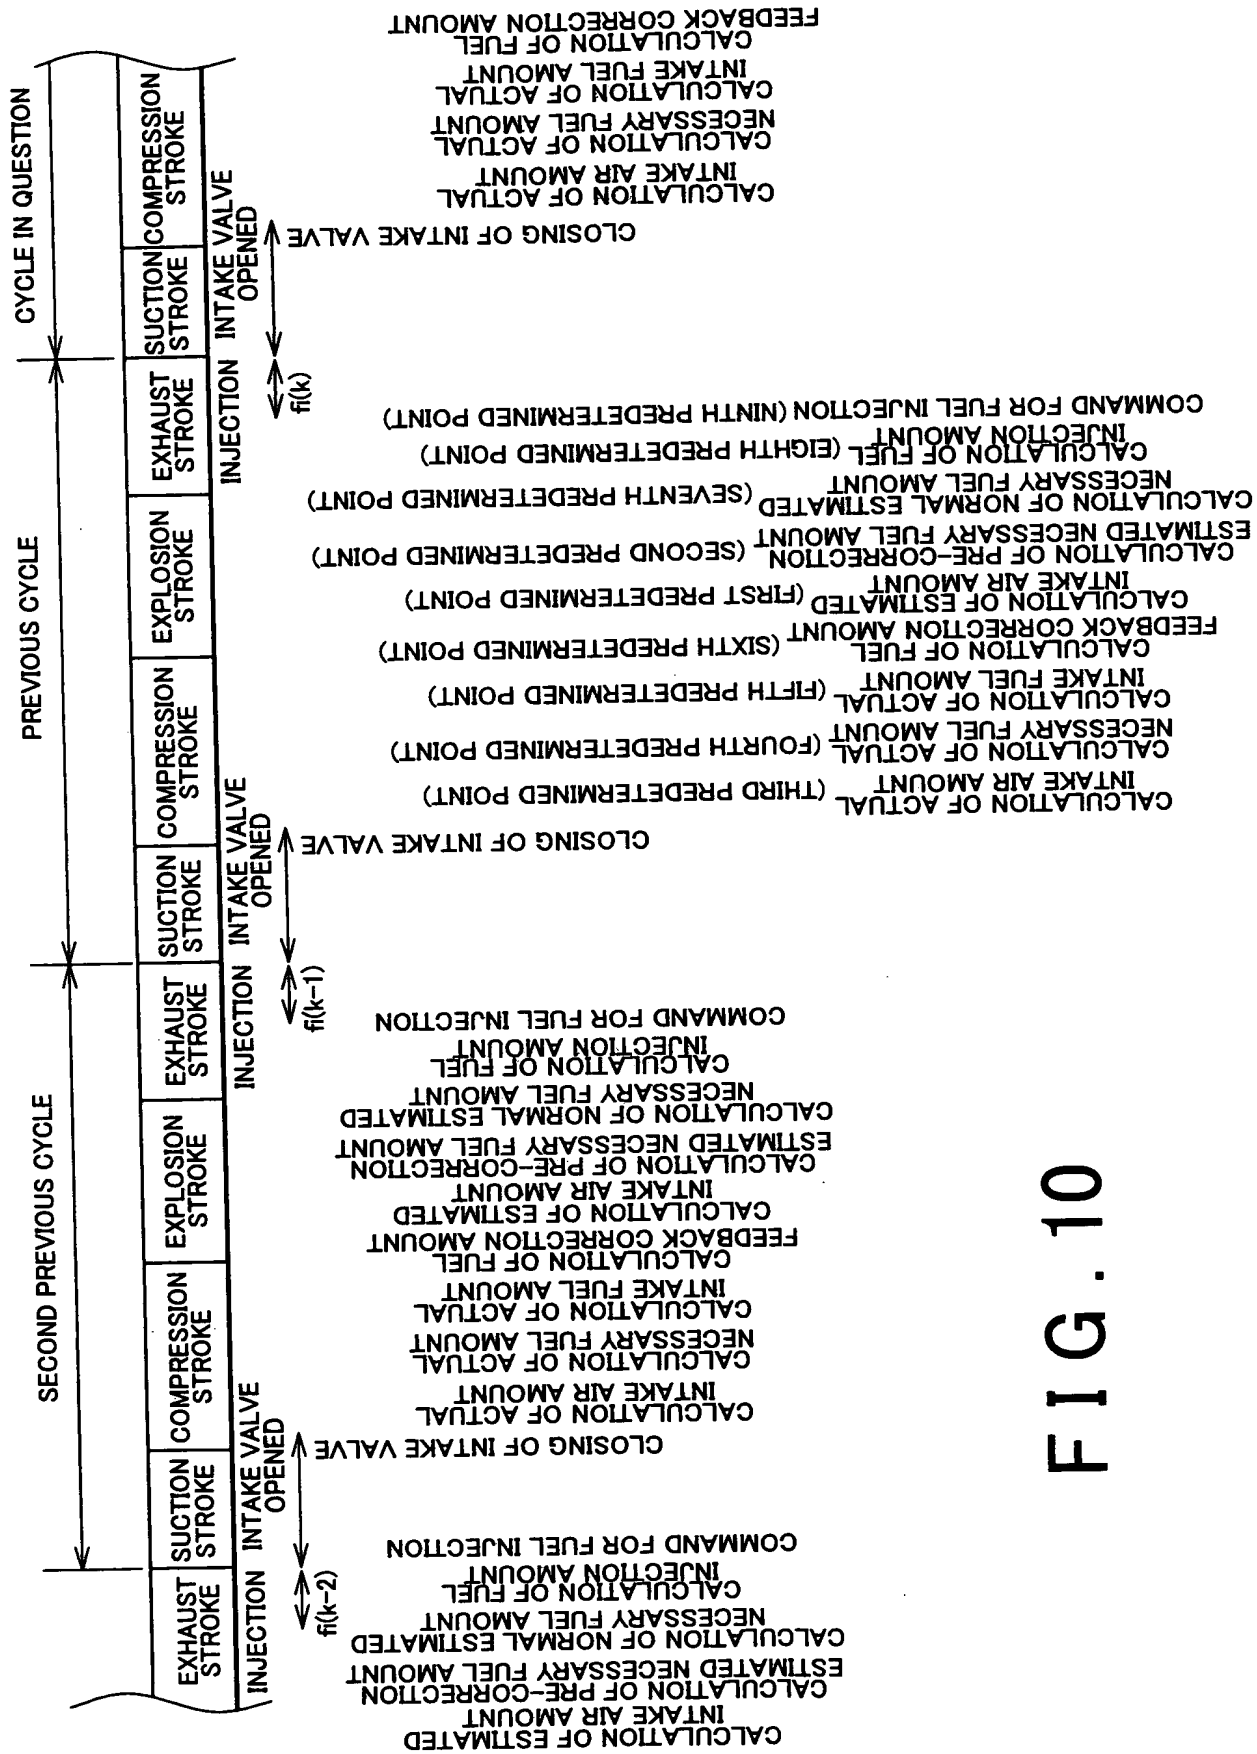 SECOND PREVIOUS CYCLE
PREVIOUS CYCLE
CYCLE IN QUESTION
EXHAUST
STROKE
SUCTION
STROKE
COMPRESSION
STROKE
EXPLOSION
STROKE
EXHAUST
STROKE
SUCTION
STROKE
COMPRESSION
STROKE
EXPLOSION
STROKE
EXHAUST
STROKE
SUCTION
STROKE
COMPRESSION
STROKE
INJECTION
INTAKE VALVE
OPENED
INJECTION
INTAKE VALVE
OPENED
INJECTION
INTAKE VALVE
OPENED
fi(k-2)
fi(k-1)
fi(k)
CALCULATION OF ESTIMATED
INTAKE AIR AMOUNT
CALCULATION OF PRE-CORRECTION
ESTIMATED NECESSARY FUEL AMOUNT
CALCULATION OF NORMAL ESTIMATED
NECESSARY FUEL AMOUNT
CALCULATION OF FUEL
INJECTION AMOUNT
COMMAND FOR FUEL INJECTION
CLOSING OF INTAKE VALVE
CALCULATION OF ACTUAL
INTAKE AIR AMOUNT
CALCULATION OF ACTUAL
NECESSARY FUEL AMOUNT
CALCULATION OF ACTUAL
INTAKE FUEL AMOUNT
CALCULATION OF FUEL
FEEDBACK CORRECTION AMOUNT
CALCULATION OF ESTIMATED
INTAKE AIR AMOUNT
CALCULATION OF PRE-CORRECTION
ESTIMATED NECESSARY FUEL AMOUNT
CALCULATION OF NORMAL ESTIMATED
NECESSARY FUEL AMOUNT
CALCULATION OF FUEL
INJECTION AMOUNT
COMMAND FOR FUEL INJECTION
CLOSING OF INTAKE VALVE
CALCULATION OF ACTUAL
INTAKE AIR AMOUNT
(THIRD PREDETERMINED POINT)
CALCULATION OF ACTUAL
NECESSARY FUEL AMOUNT
(FOURTH PREDETERMINED POINT)
CALCULATION OF ACTUAL
INTAKE FUEL AMOUNT
(FIFTH PREDETERMINED POINT)
CALCULATION OF FUEL
FEEDBACK CORRECTION AMOUNT
(SIXTH PREDETERMINED POINT)
CALCULATION OF ESTIMATED
INTAKE AIR AMOUNT
(FIRST PREDETERMINED POINT)
CALCULATION OF PRE-CORRECTION
ESTIMATED NECESSARY FUEL AMOUNT
(SECOND PREDETERMINED POINT)
CALCULATION OF NORMAL ESTIMATED
NECESSARY FUEL AMOUNT
(SEVENTH PREDETERMINED POINT)
CALCULATION OF FUEL
INJECTION AMOUNT
(EIGHTH PREDETERMINED POINT)
COMMAND FOR FUEL INJECTION (NINTH PREDETERMINED POINT)
CLOSING OF INTAKE VALVE
CALCULATION OF ACTUAL
INTAKE AIR AMOUNT
CALCULATION OF ACTUAL
NECESSARY FUEL AMOUNT
CALCULATION OF ACTUAL
INTAKE FUEL AMOUNT
CALCULATION OF FUEL
FEEDBACK CORRECTION AMOUNT
FIG.10